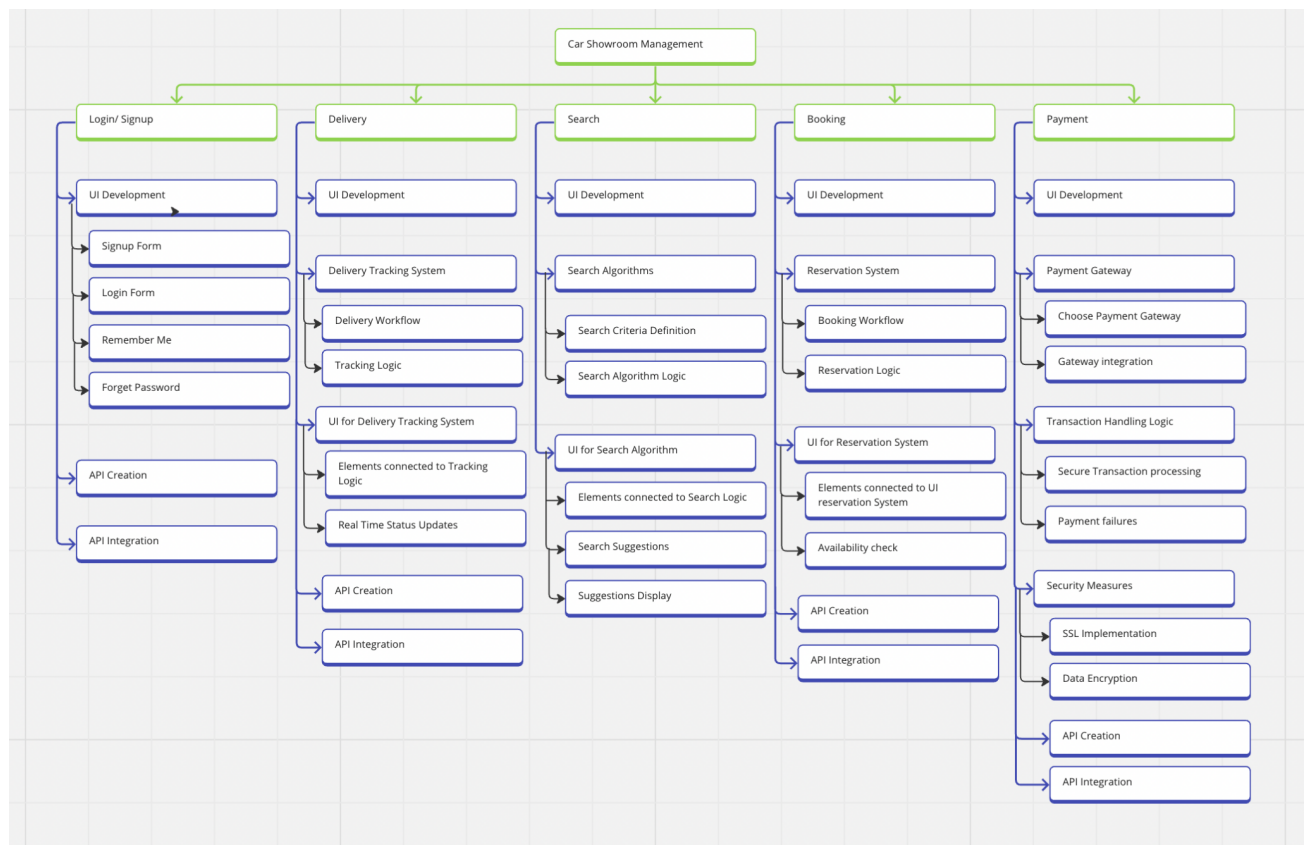 Car Showroom Management
Login/ Signup
UI Development
Signup Form
Login Form
Remember Me
Forget Password
API Creation
API Integration
Delivery
UI Development
Delivery Tracking System
Delivery Workflow
Tracking Logic
UI for Delivery Tracking System
Elements connected to Tracking
Logic
Real Time Status Updates
API Creation
API Integration
Search
UI Development
Search Algorithms
Search Criteria Definition
Search Algorithm Logic
UI for Search Algorithm
Elements connected to Search Logic
Search Suggestions
Suggestions Display
Booking
UI Development
Reservation System
Booking Workflow
Reservation Logic
UI for Reservation System
Elements connected to UI
reservation System
Availability check
API Creation
API Integration
Payment
UI Development
Payment Gateway
Choose Payment Gateway
Gateway integration
Transaction Handling Logic
Secure Transaction processing
Payment failures
Security Measures
SSL Implementation
Data Encryption
API Creation
API Integration